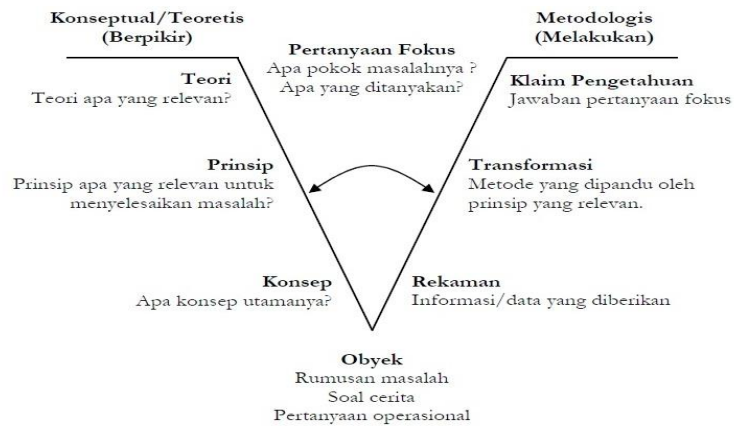 Konseptual/Teoretis
(Berpikir)
Metodologis
(Melakukan)
Pertanyaan Fokus
Apa pokok masalahnya ?
Apa yang ditanyakan?
Teori
Teori apa yang relevan?
Klaim Pengetahuan
Jawaban pertanyaan fokus
Prinsip
Prinsip apa yang relevan untuk
menyelesaikan masalah?
Transformasi
Metode yang dipandu oleh
prinsip yang relevan.
Konsep
Apa konsep utamanya?
Rekaman
Informasi/data yang diberikan
Obyek
Rumusan masalah
Soal cerita
Pertanyaan operasional